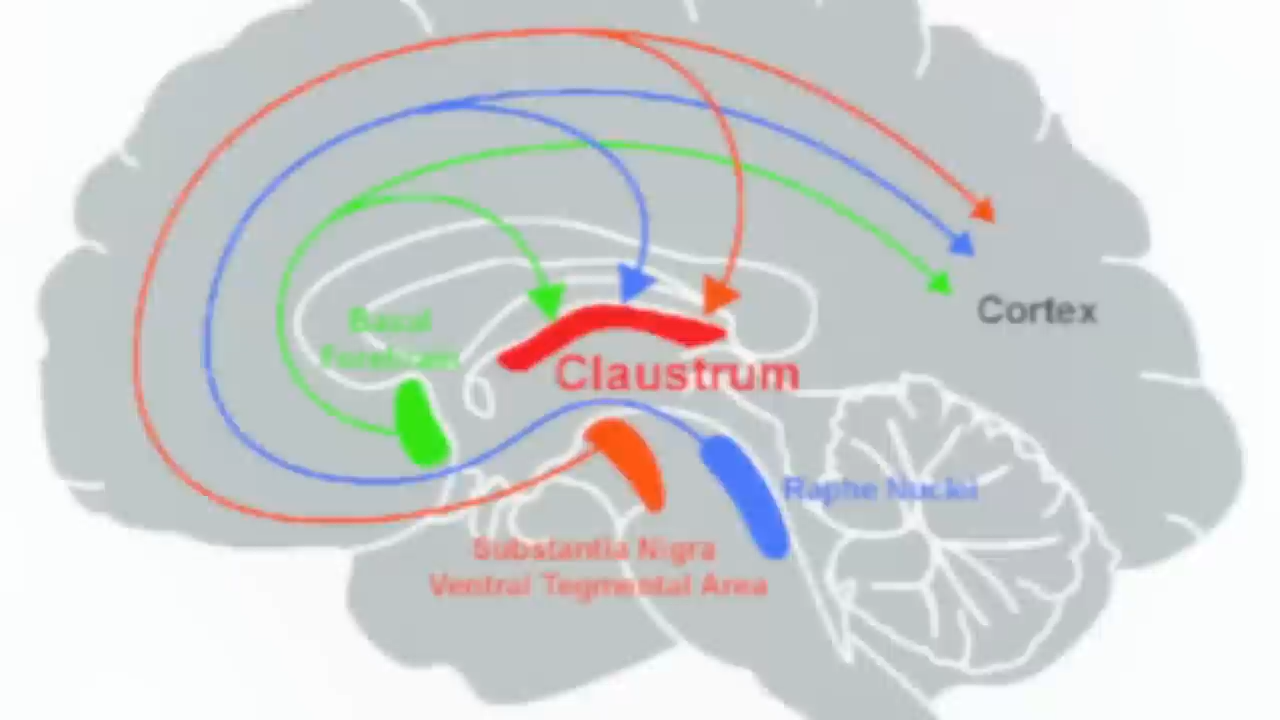 Basal
Forebrain
Cortex
Claustrum
Raphe Nuclei
Substantia Nigra
Ventral Tegmental Area